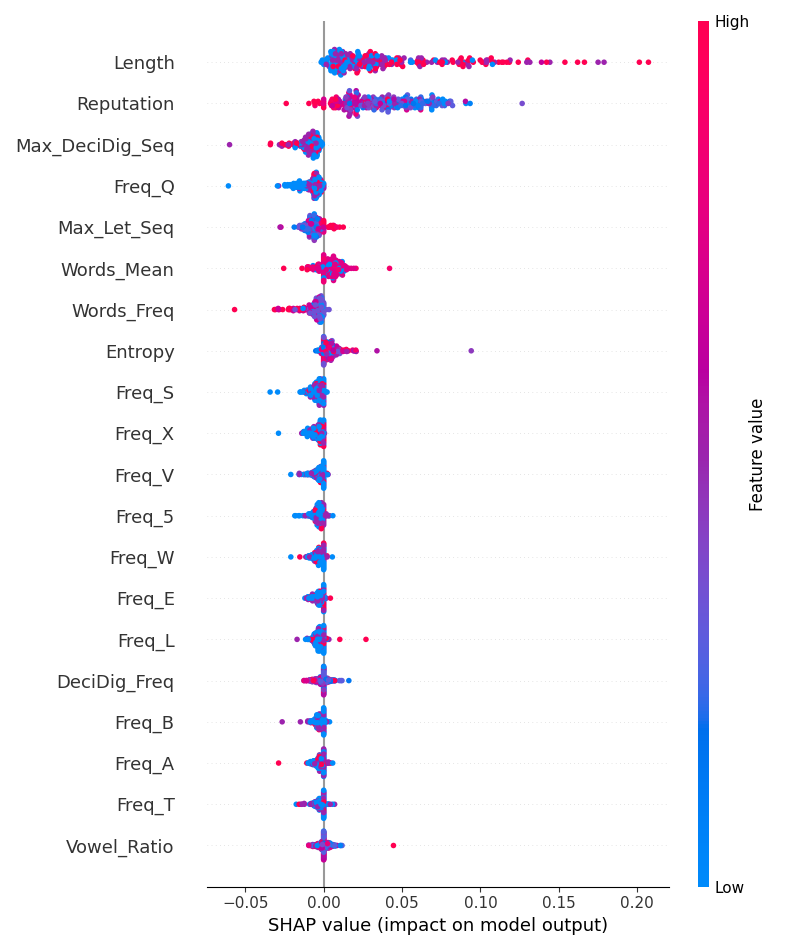 High
Length
Reputation
Max_DeciDig_Seq
Freq_Q
Max_Let_Seq
Words_Mean
Words_Freq
Entropy
Freq_S
Freq_X
Freq_V
Freq_5
Freq_W
Freq_E
Freq_L
DeciDig_Freq
Freq_B
Freq_A
Freq_T
Vowel_Ratio
Feature value
Low
−0.05 0.00 0.05 0.10 0.15 0.20
SHAP value (impact on model output)